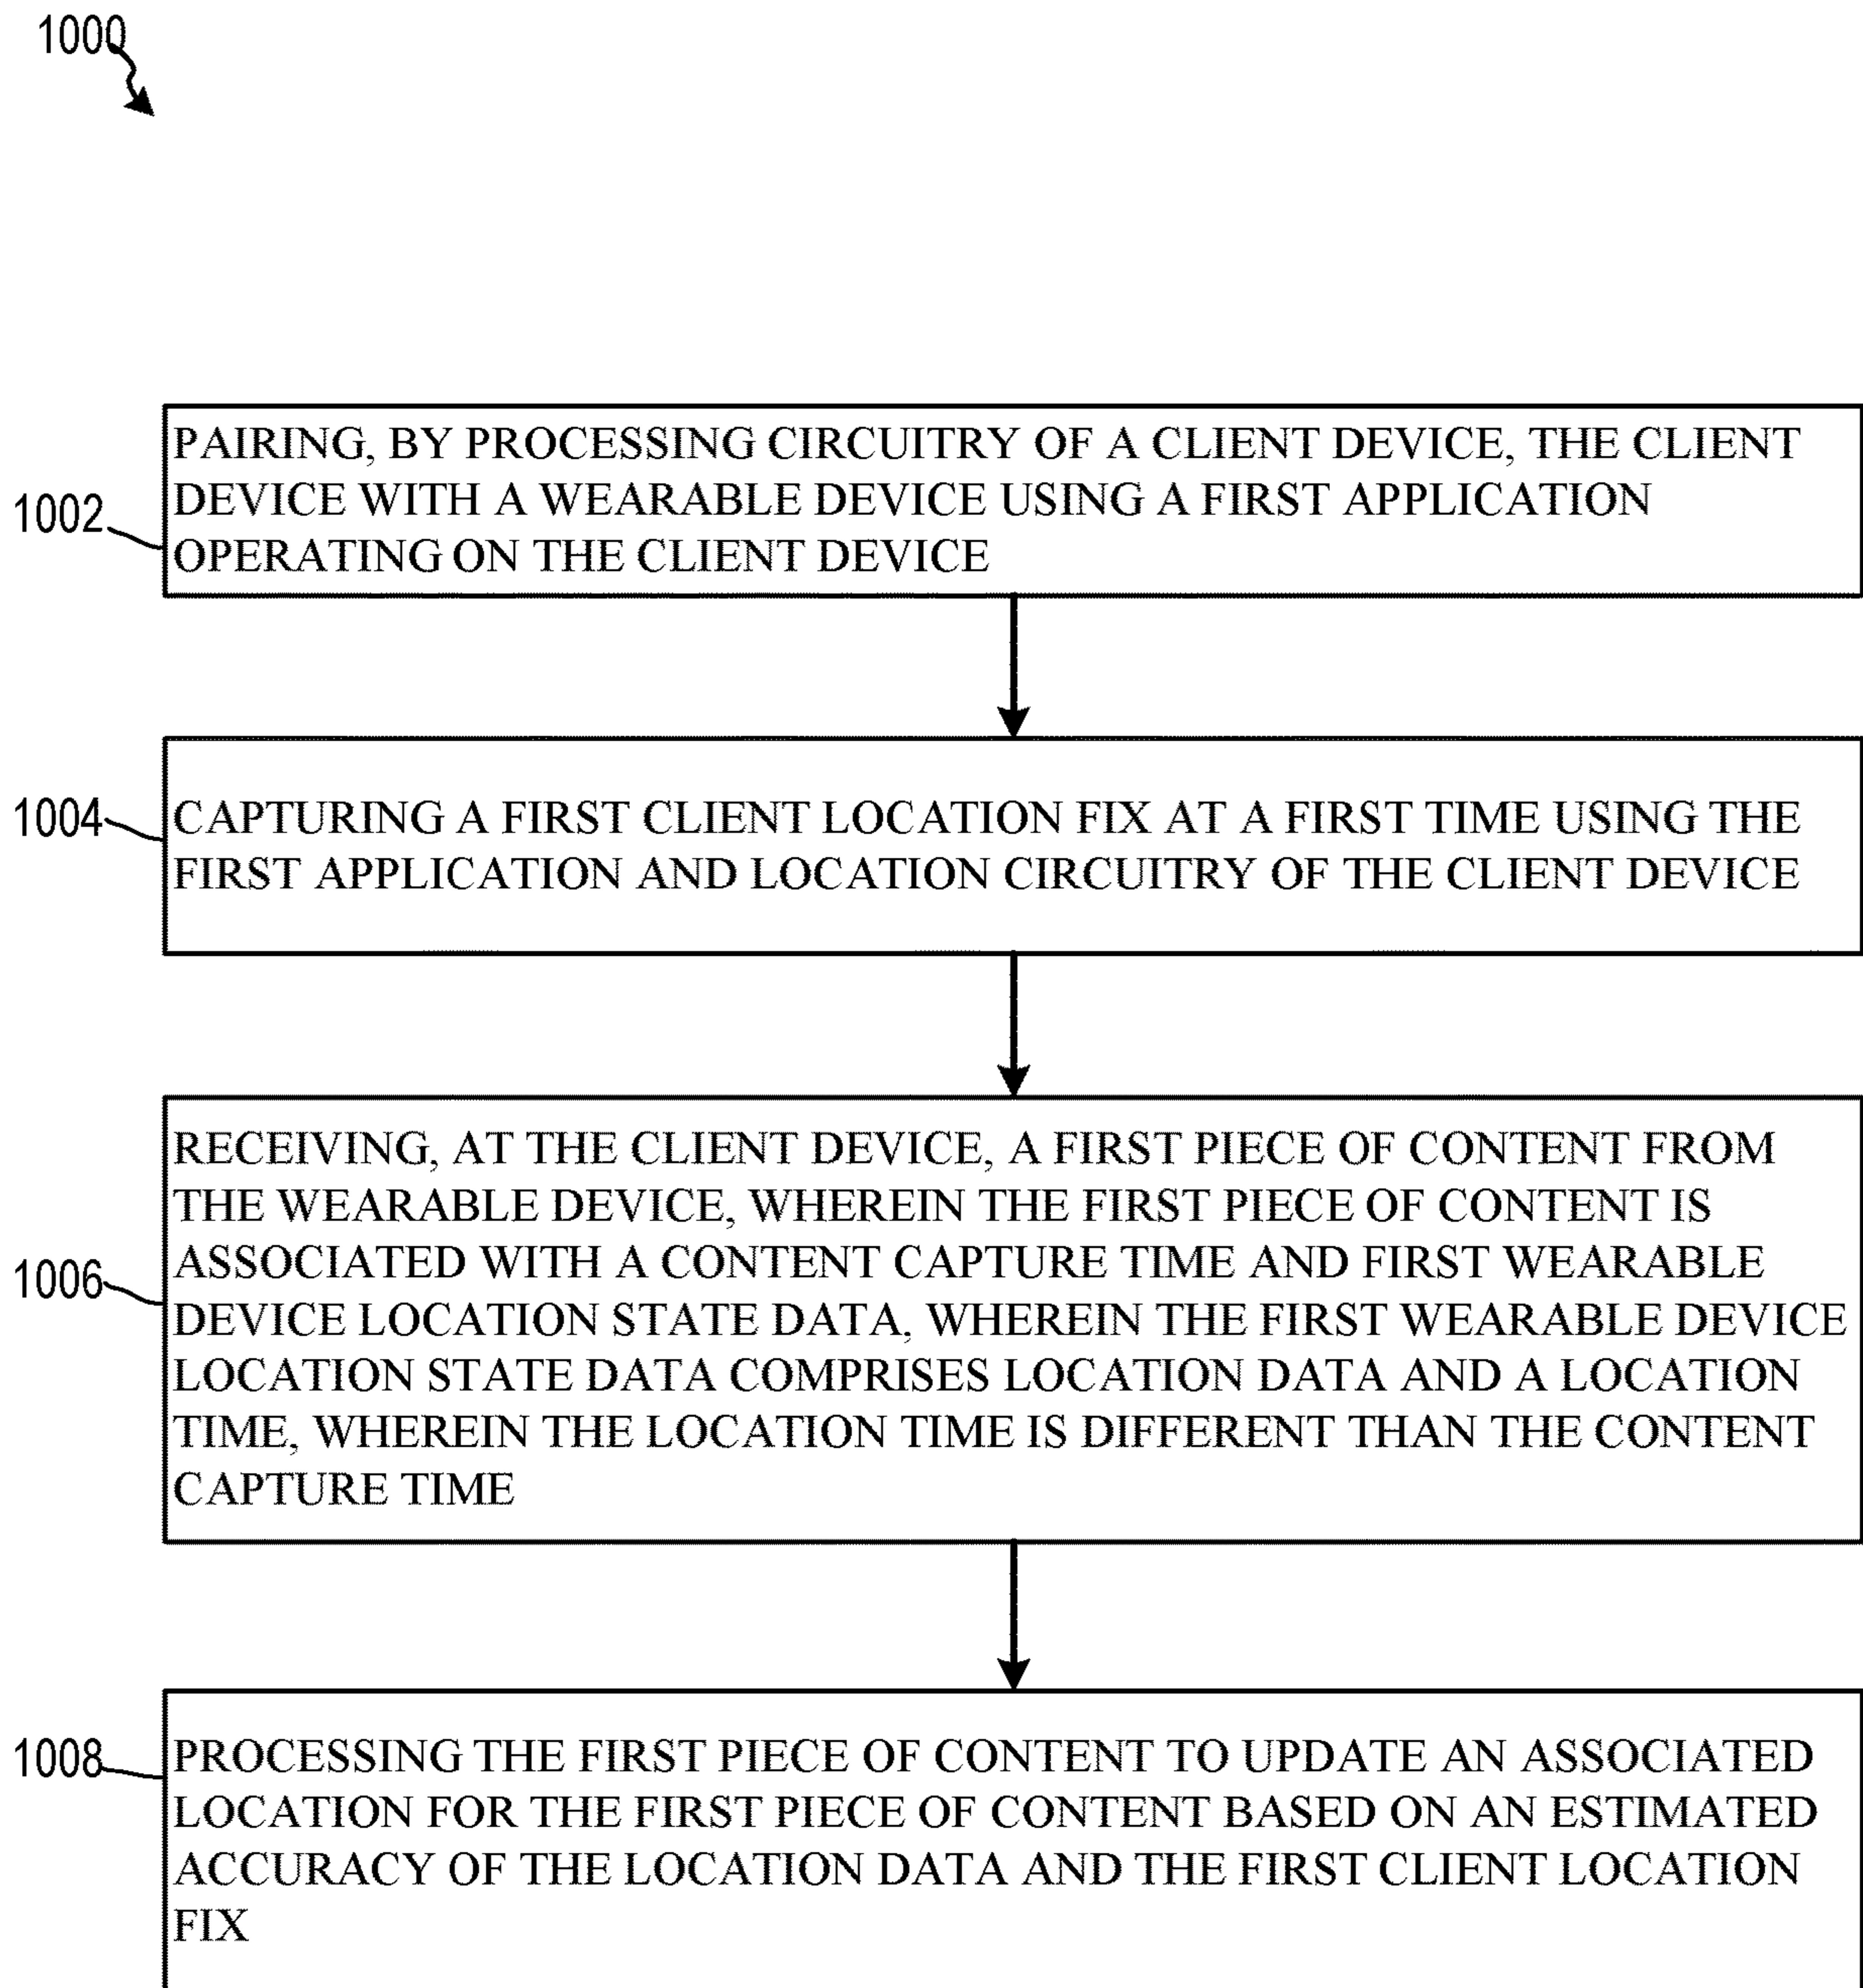 1000
PAIRING, BY PROCESSING CIRCUITRY OF A CLIENT DEVICE, THE CLIENT
DEVICE WITH A WEARABLE DEVICE USING A FIRST APPLICATION
OPERATING ON THE CLIENT DEVICE
1002
CAPTURING A FIRST CLIENT LOCATION FIX AT A FIRST TIME USING THE
FIRST APPLICATION AND LOCATION CIRCUITRY OF THE CLIENT DEVICE
1004
RECEIVING, AT THE CLIENT DEVICE, A FIRST PIECE OF CONTENT FROM
THE WEARABLE DEVICE, WHEREIN THE FIRST PIECE OF CONTENT IS
ASSOCIATED WITH A CONTENT CAPTURE TIME AND FIRST WEARABLE
DEVICE LOCATION STATE DATA, WHEREIN THE FIRST WEARABLE DEVICE
LOCATION STATE DATA COMPRISES LOCATION DATA AND A LOCATION
TIME, WHEREIN THE LOCATION TIME IS DIFFERENT THAN THE CONTENT
CAPTURE TIME
1006
PROCESSING THE FIRST PIECE OF CONTENT TO UPDATE AN ASSOCIATED
LOCATION FOR THE FIRST PIECE OF CONTENT BASED ON AN ESTIMATED
ACCURACY OF THE LOCATION DATA AND THE FIRST CLIENT LOCATION
FIX
1008